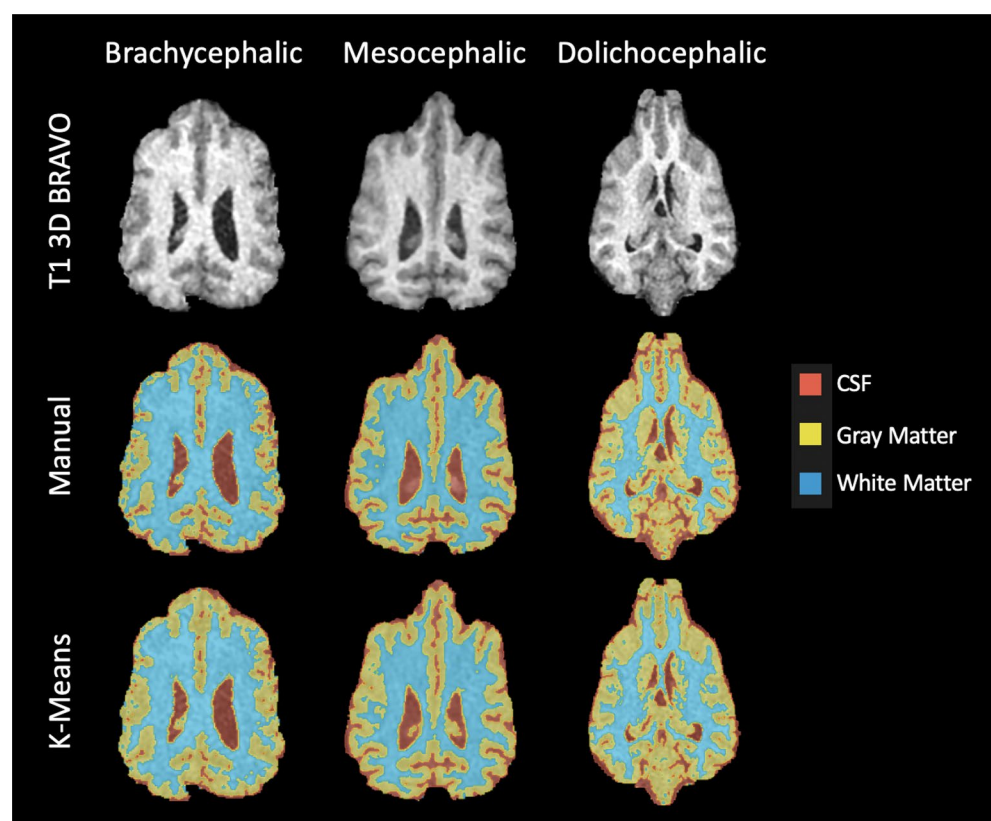 Brachycephalic Mesocephalic Dolichocephalic
T1 3D BRAVO
Manual
CSF
Gray Matter
White Matter
K-Means